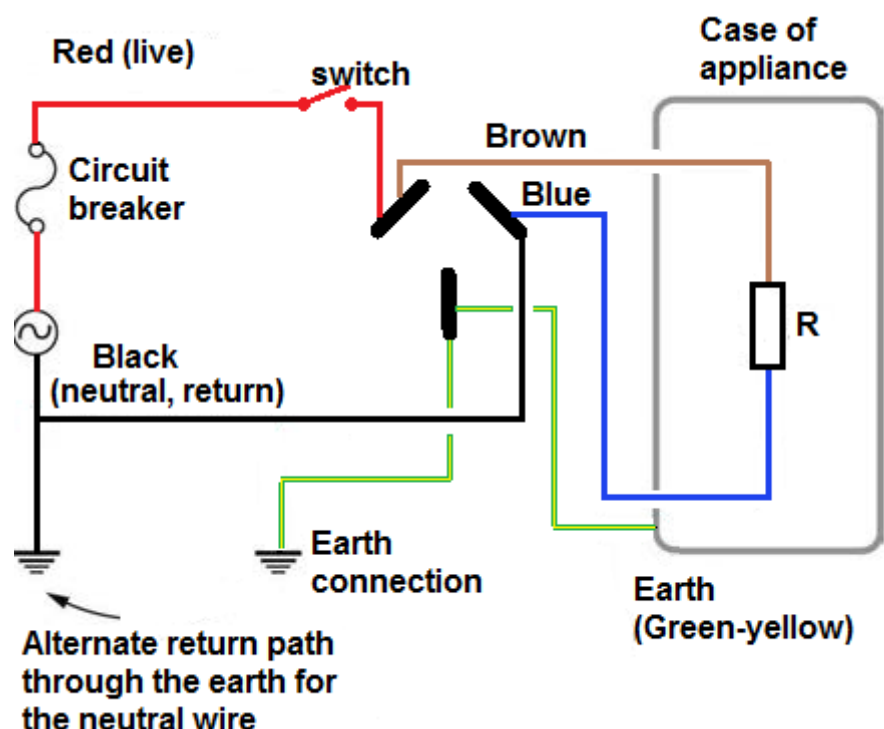 Red (live)
switch
Case of
appliance
Brown
Circuit
breaker
Blue
R
Black
(neutral, return)
Earth
connection
Earth
(Green-yellow)
Alternate return path
through the earth for
the neutral wire